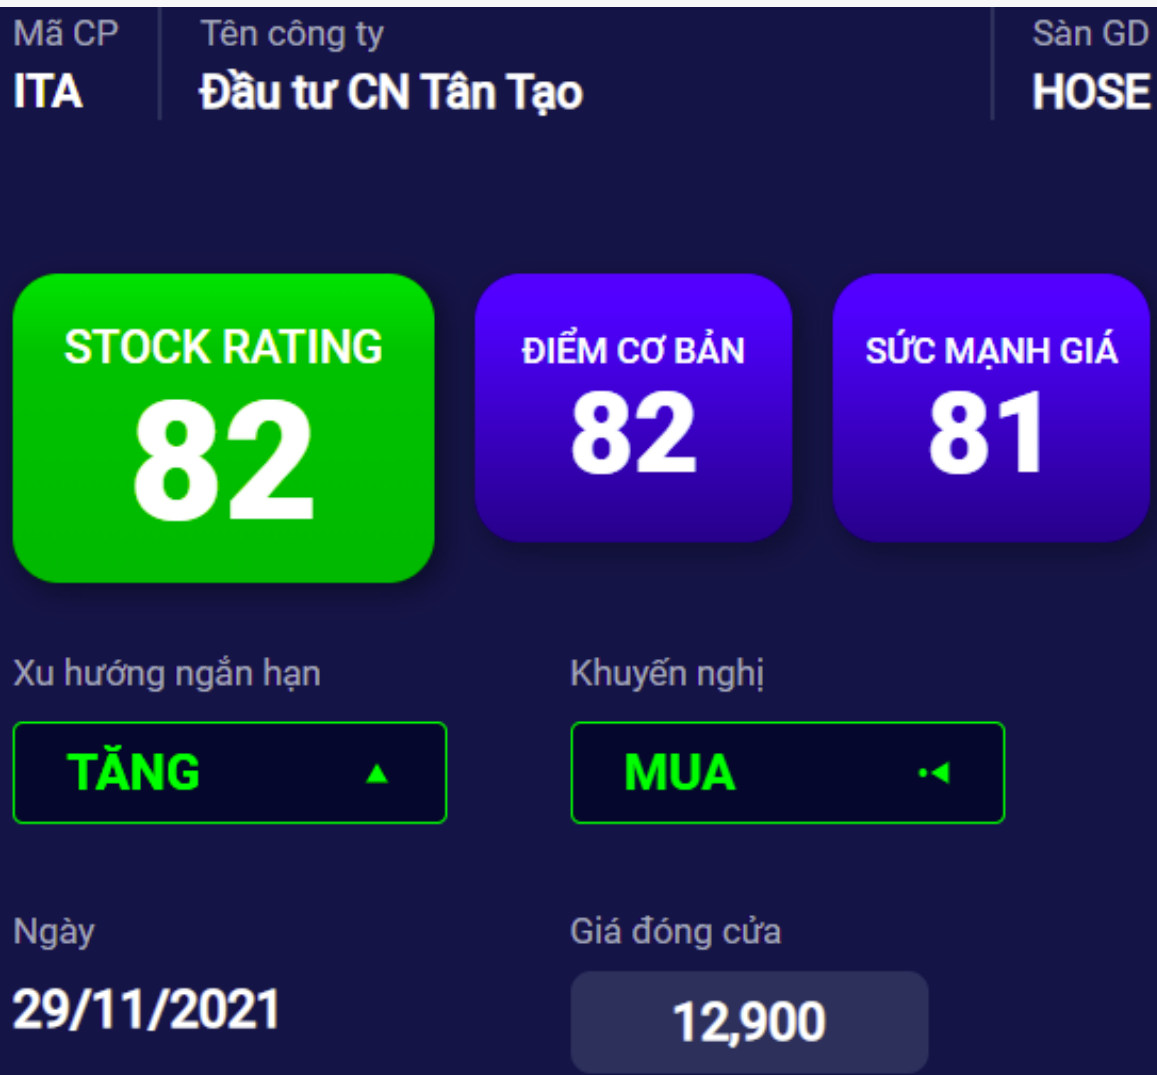 Mã CP
Tên công ty
Sàn GD
ITA
Đầu tư CN Tân Tạo
HOSE
STOCK RATING
82
ĐIỂM CƠ BẢN
82
SỨC MẠNH GIÁ
81
Xu hướng ngắn hạn
Khuyến nghị
TĂNG
MUA
Ngày
Giá đóng cửa
29/11/2021
12,900